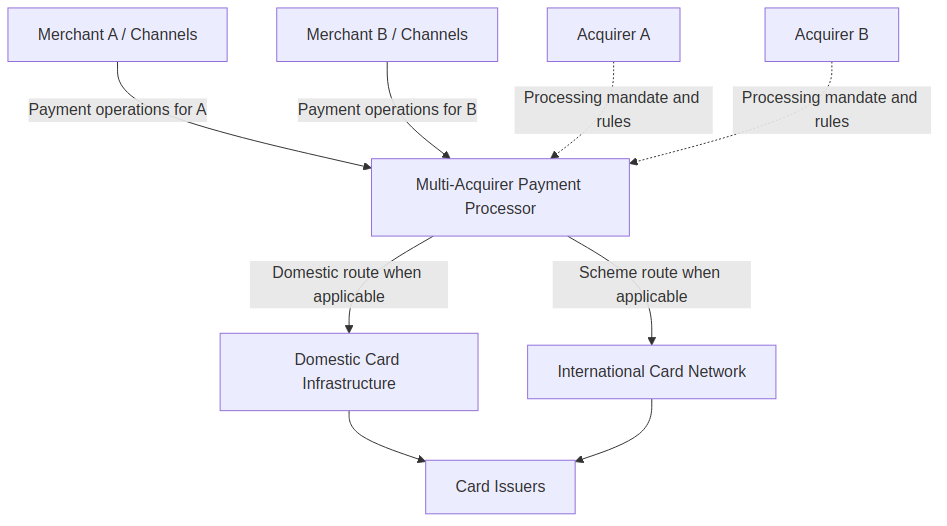 Merchant A / Channels
Merchant B / Channels
Acquirer A
Acquirer B
Payment operations for A
Payment operations for B
Processing mandate and
rules
Processing mandate and
rules
Multi-Acquirer Payment
Processor
Domestic route when
applicable
Scheme route when
applicable
Domestic Card
Infrastructure
International Card Network
Card Issuers